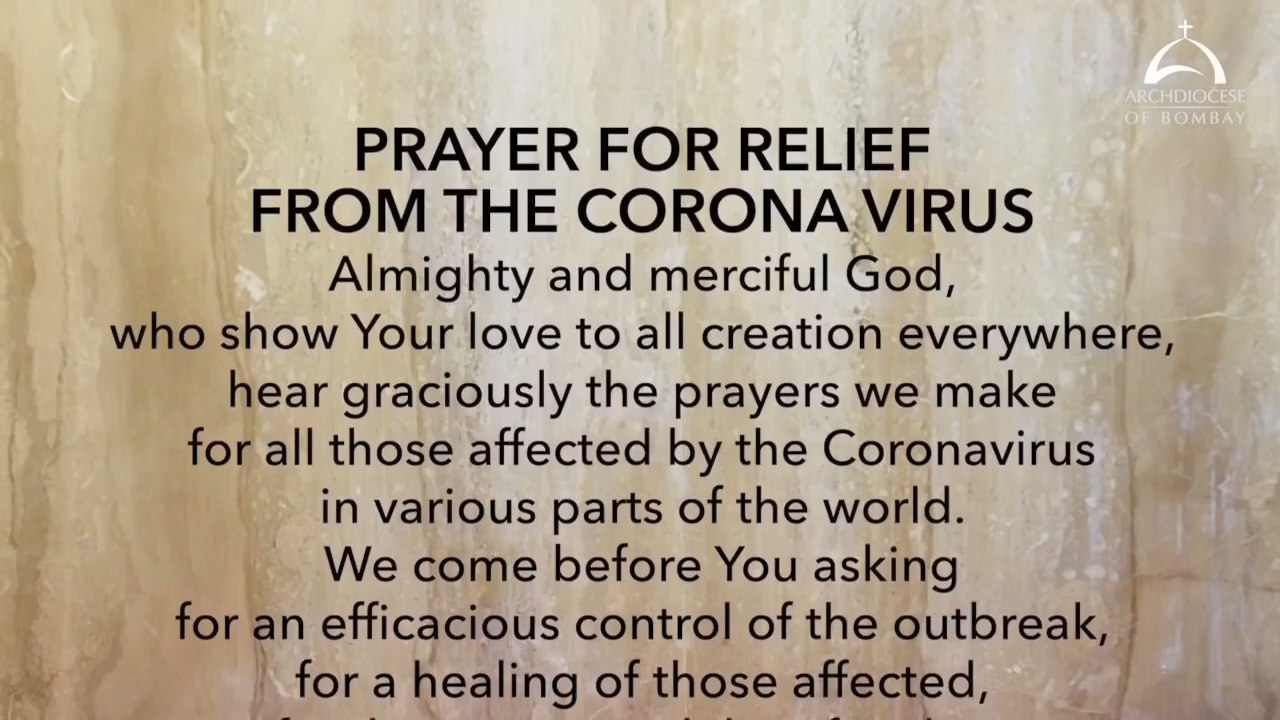 ARCHDIOCESE
OF BOMBAY
PRAYER FOR RELIEF
FROM THE CORONA VIRUS
Almighty and merciful God,
who show Your love to all creation everywhere,
hear graciously the prayers we make
for all those affected by the Coronavirus
in various parts of the world.
We come before You asking
for an efficacious control of the outbreak,
for a healing of those affected,